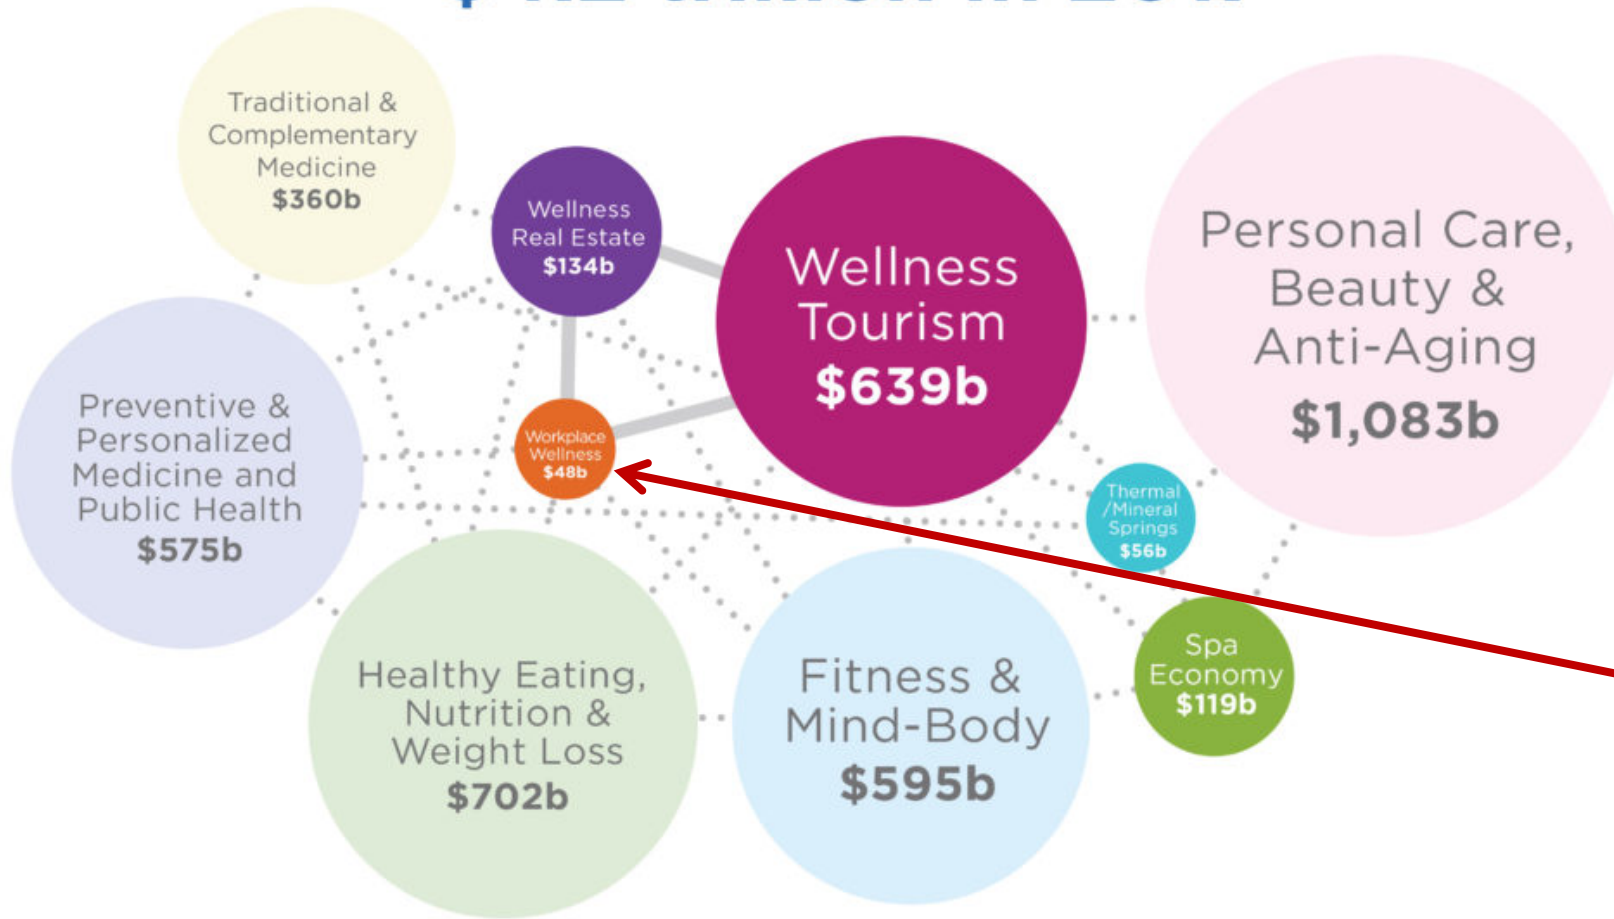 Traditional &
Complementary
Medicine
$360b
Wellness
Real Estate
$134b
Wellness
Tourism
$639b
Personal Care,
Beauty &
Anti-Aging
$1,083b
Preventive &
Personalized
Medicine and
Public Health
$575b
Workplace
Wellness
$48b
Thermal
/Mineral
Springs
$56b
Healthy Eating,
Nutrition &
Weight Loss
$702b
Fitness &
Mind-Body
$595b
Spa
Economy
$119b